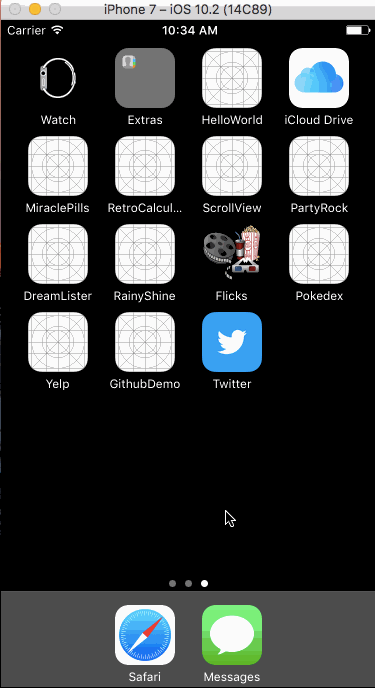 iPhone 7 – iOS 10.2 (14C89)
Carrier 10:34 AM
Watch Extras HelloWorld iCloud Drive
MiraclePills RetroCalcul... ScrollView PartyRock
DreamLister RainyShine Flicks Pokedex
Yelp GithubDemo Twitter
Safari Messages